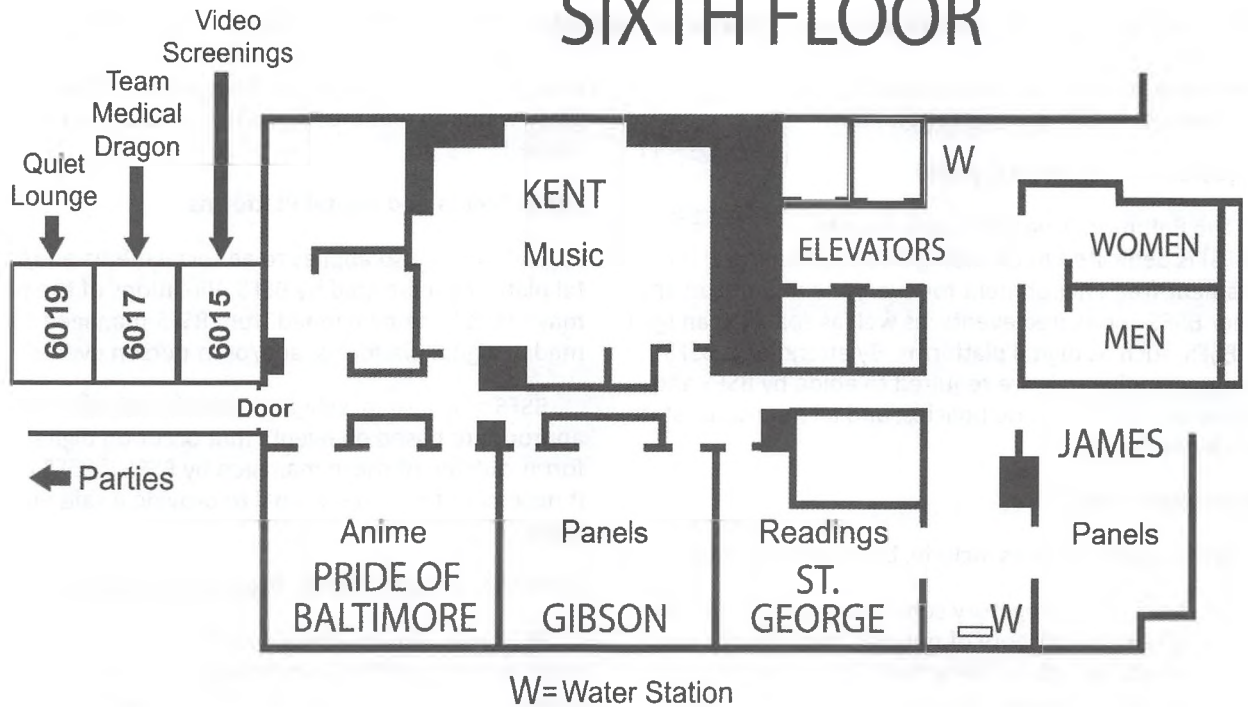 SIXTH FLOOR
Video
Screenings
Team
Medical
Dragon
Quiet
Lounge
W
KENT
Music
ELEVATORS
WOMEN
MEN
6019
6017
6015
Door
Parties
JAMES
Panels
Anime
PRIDE OF
BALTIMORE
Panels
GIBSON
Readings
ST.
GEORGE
W
W= Water Station